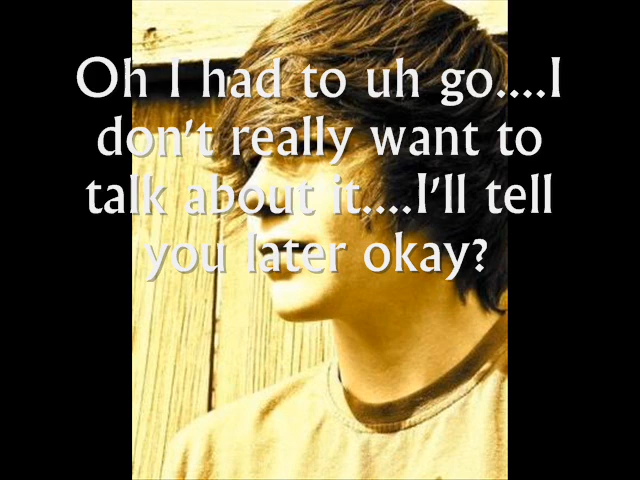 Oh I had to uh go....I
don't really want to
talk about it....I'll tell
you later okay?